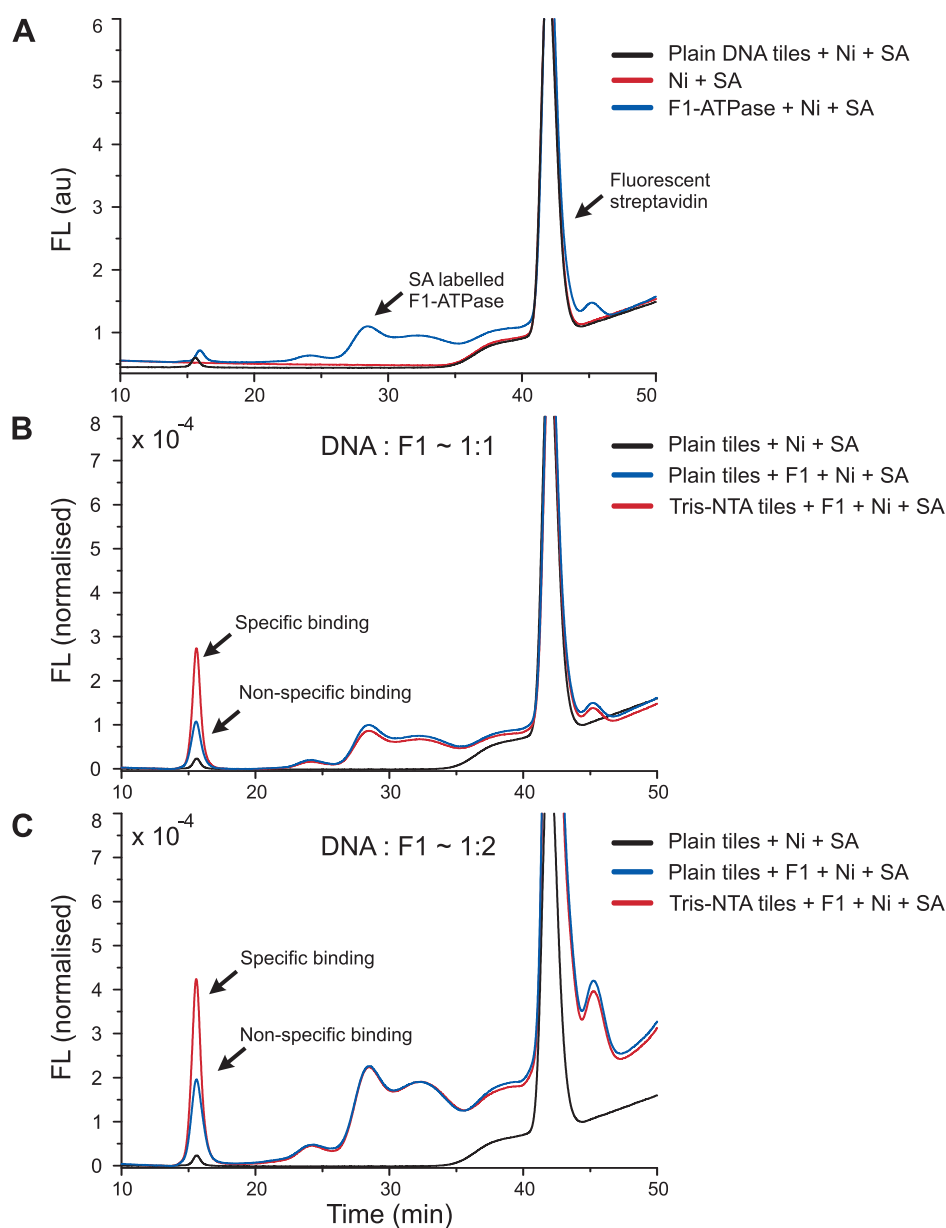 A
6
5
4
3
2
1
FL (au)
Plain DNA tiles + Ni + SA
Ni + SA
F1-ATPase + Ni + SA
Fluorescent
streptavidin
SA labelled
F1-ATPase
10
20
30
40
50
B
8
7
6
5
4
3
2
1
0
x 10⁻⁴
FL (normalised)
DNA : F1 ~ 1:1
Plain tiles + Ni + SA
Plain tiles + F1 + Ni + SA
Tris-NTA tiles + F1 + Ni + SA
Specific binding
Non-specific binding
10
20
30
40
50
C
8
7
6
5
4
3
2
1
0
x 10⁻⁴
FL (normalised)
DNA : F1 ~ 1:2
Plain tiles + Ni + SA
Plain tiles + F1 + Ni + SA
Tris-NTA tiles + F1 + Ni + SA
Specific binding
Non-specific binding
10
20
30
40
50
Time (min)